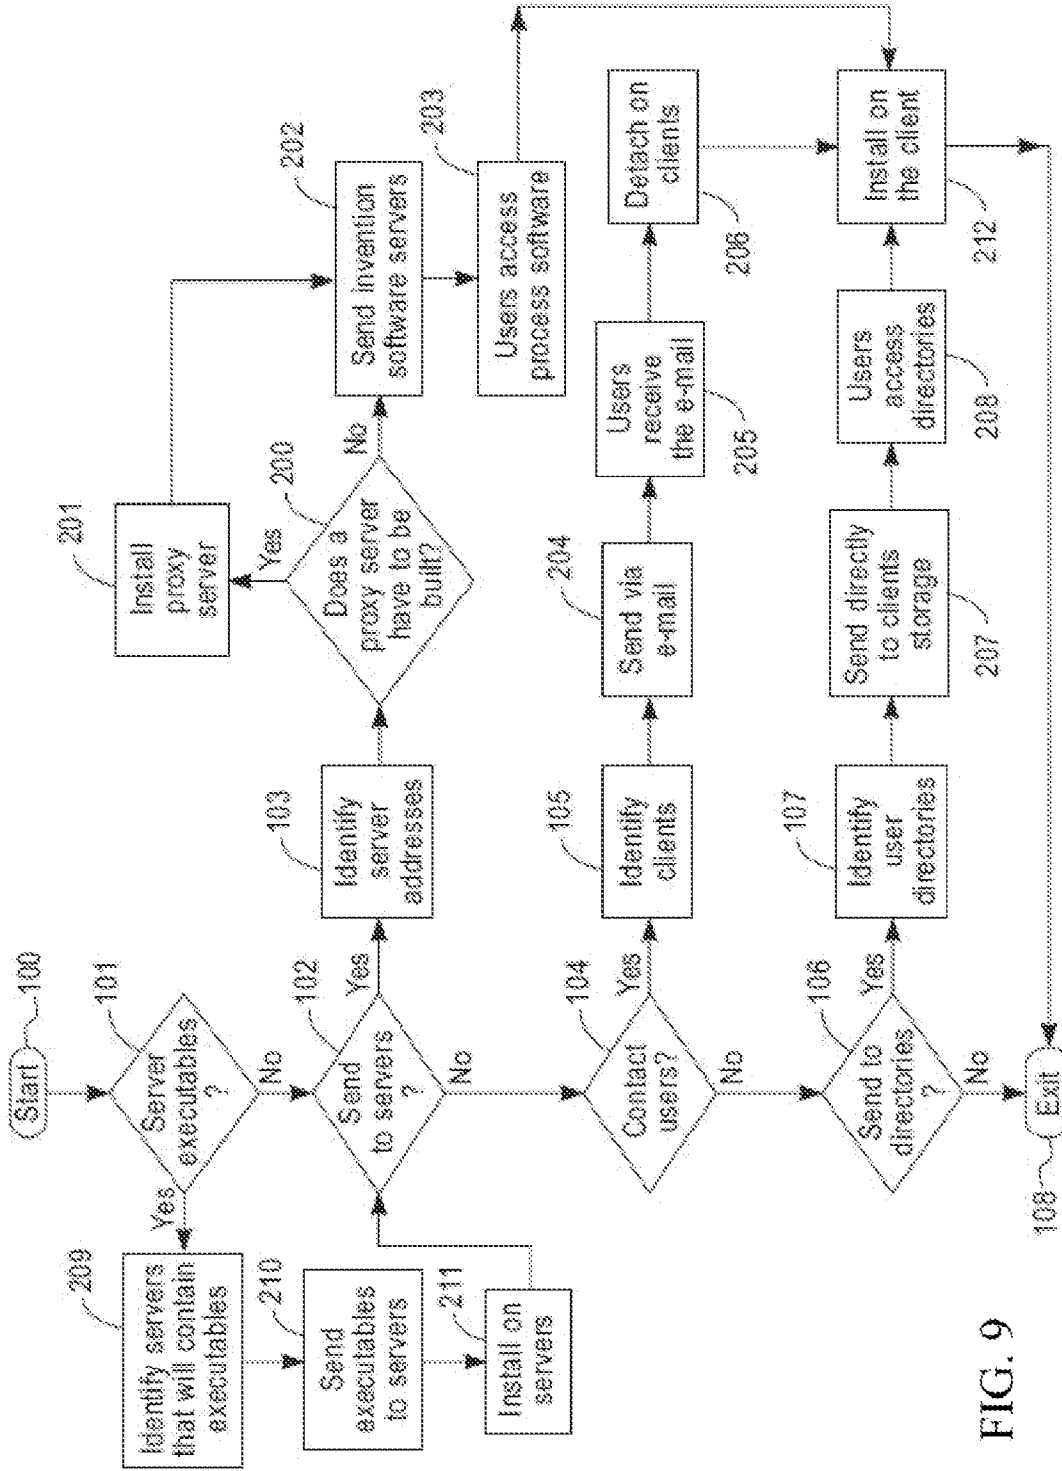 Start
100
Server
executables
?
101
Yes
No
Identify servers
that will contain
executables
209
Send
executables
to servers
210
Install on
servers
211
Send
to servers
?
102
Yes
No
Identify
server
addresses
103
Does a
proxy server
have to be
built?
200
Yes
No
Install
proxy
server
201
Send invention
software servers
202
Users access
process software
203
Contact
users?
104
Yes
No
Identify
clients
105
Send via
e-mail
204
Users
receive
the e-mail
205
Detach on
clients
206
Send to
directories
?
106
Yes
No
Identify
user
directories
107
Send directly
to clients
storage
207
Users
access
directories
208
Install on
the client
212
Exit
108
FIG. 9